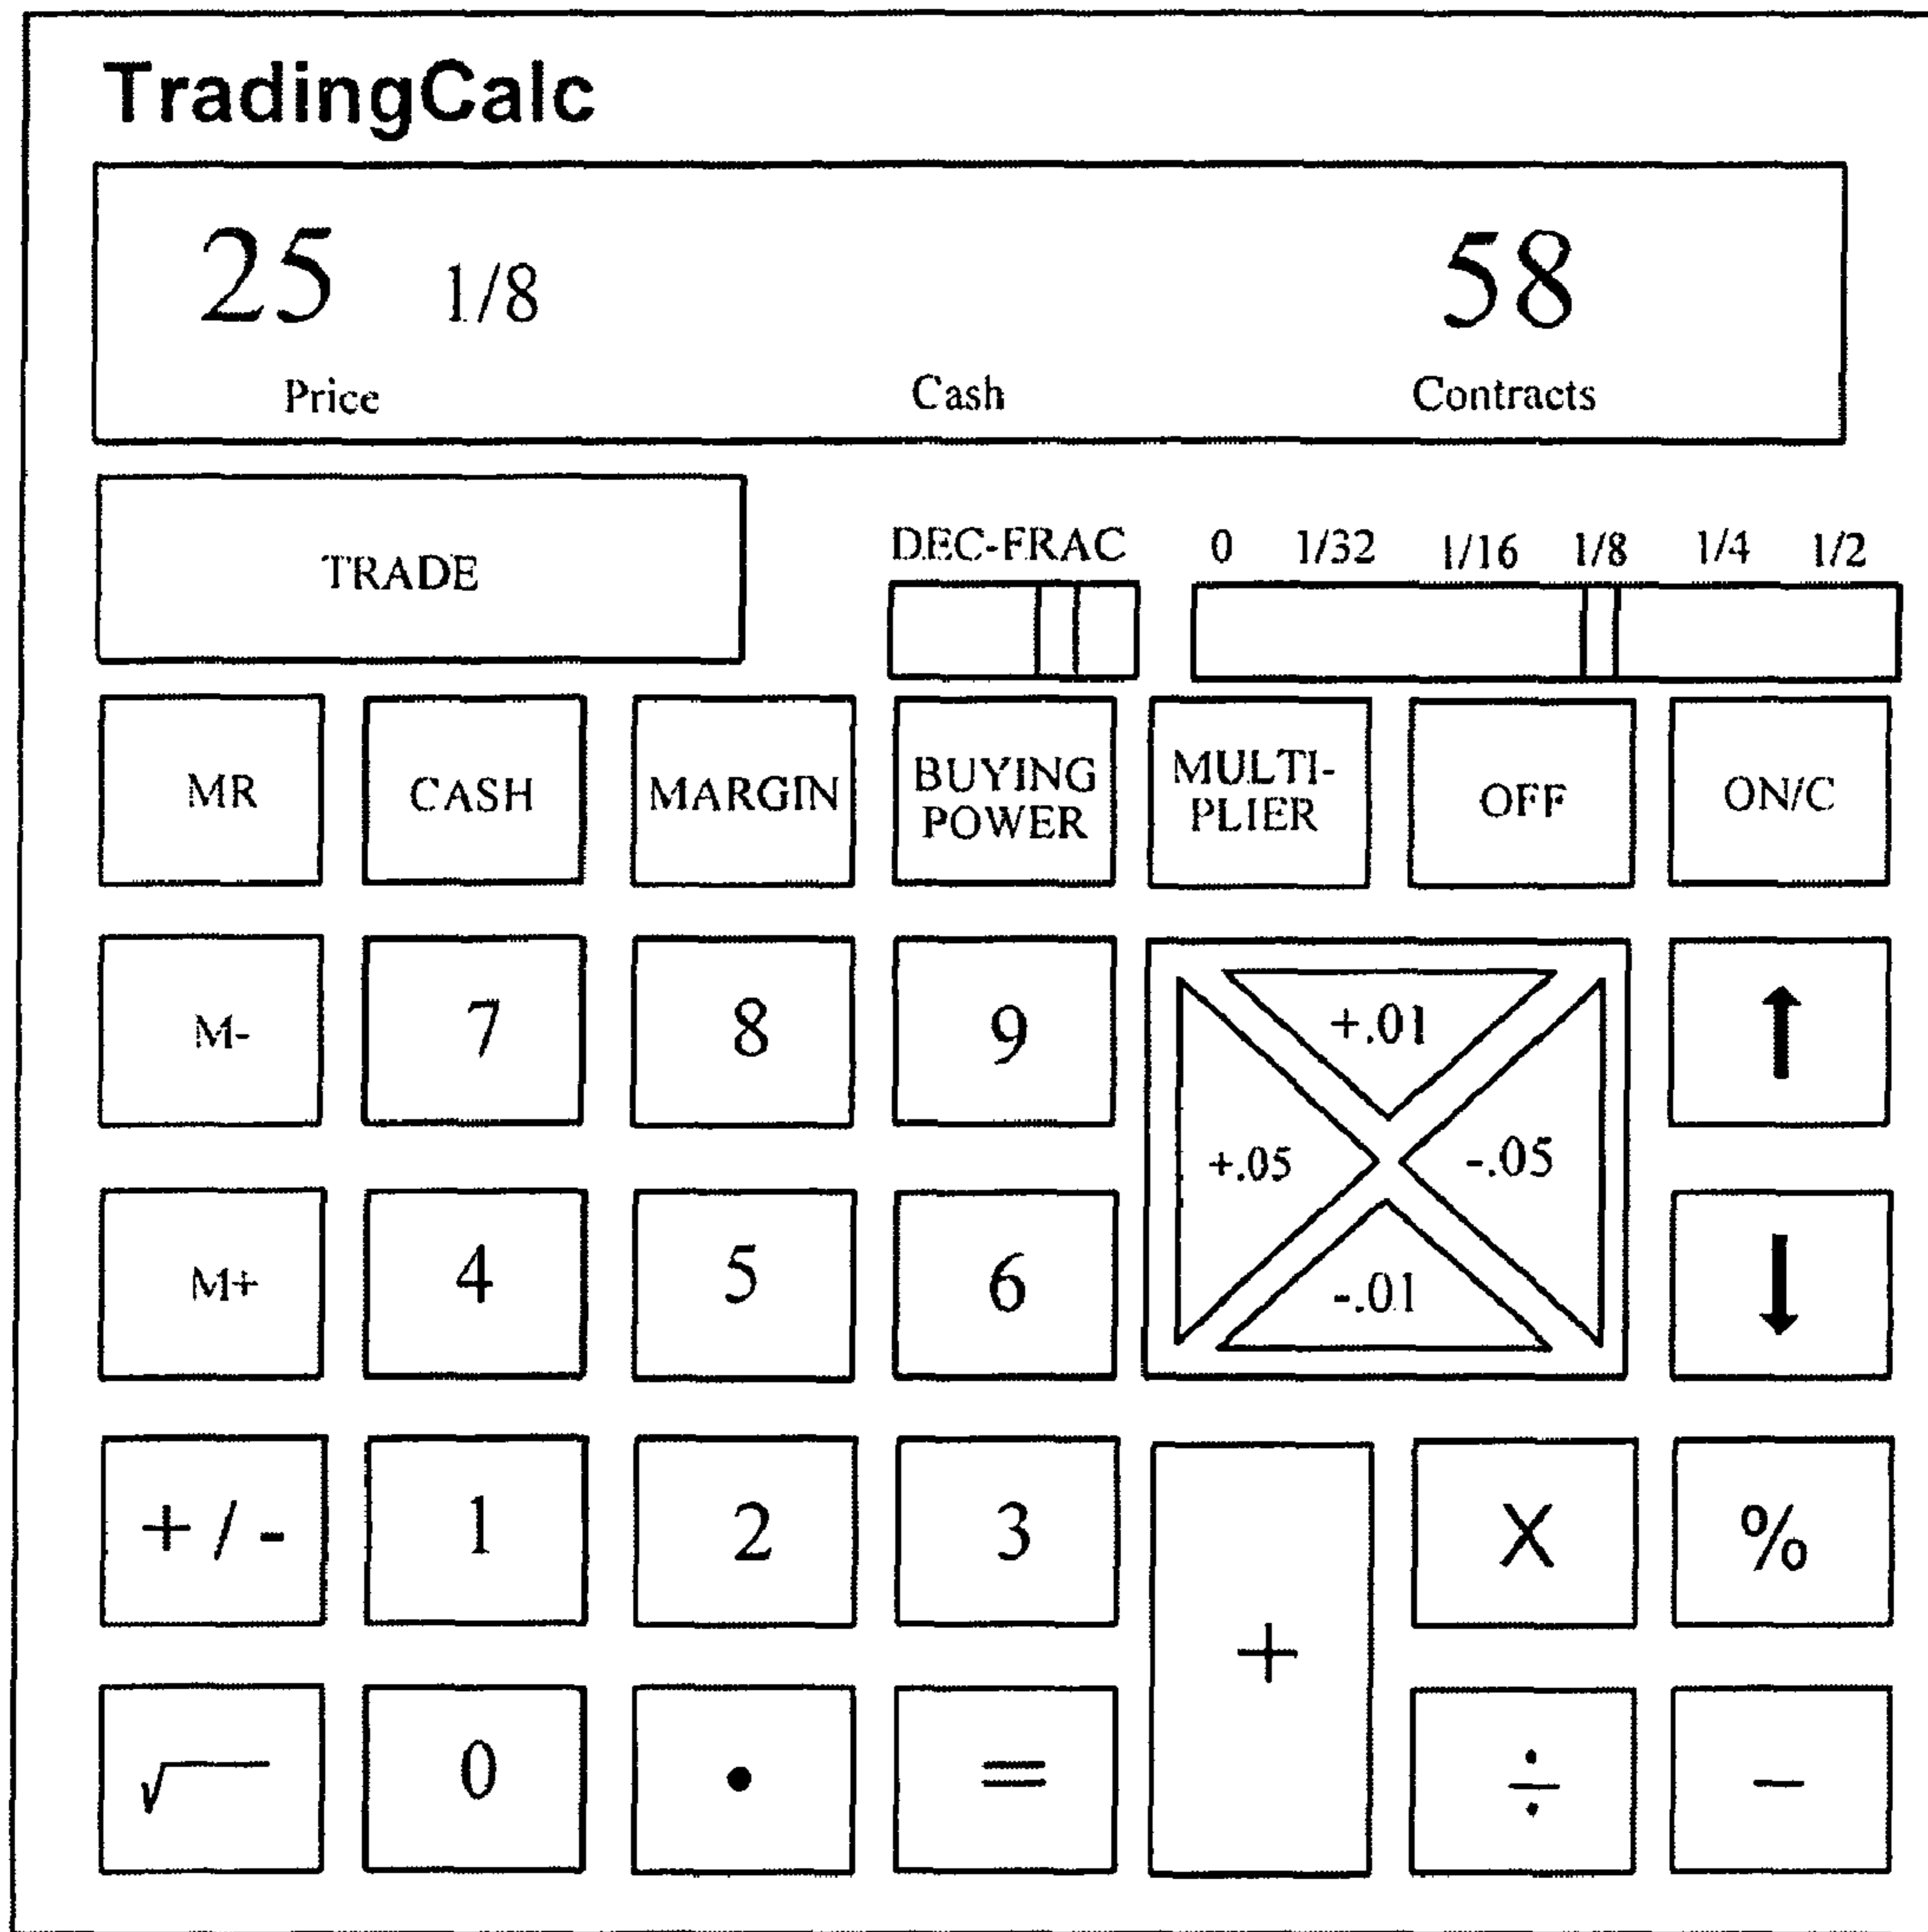 TradingCalc
25 1/8 58
Price Cash Contracts
TRADE
DEC-FRAC 0 1/32 1/16 1/8 1/4 1/2
MR CASH MARGIN BUYING POWER MULTI-PLIER OFF ON/C
M- 7 8 9 +.01 ↑
+.05 -.05
M+ 4 5 6 -.01 ↓
+ / - 1 2 3 X %
+
√ 0 • = ÷ −